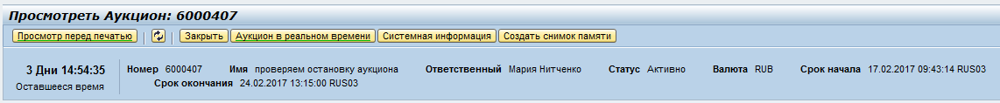 Просмотреть Аукцион: 6000407
Просмотр перед печатью Закрыть Аукцион в реальном времени Системная информация Создать снимок памяти
3 Дни 14:54:35 Номер 6000407 Имя проверяем остановку аукциона Ответственный Мария Нитченко Статус Активно Валюта RUB Срок начала 17.02.2017 09:43:14 RUS03
Оставшееся время Срок окончания 24.02.2017 13:15:00 RUS03